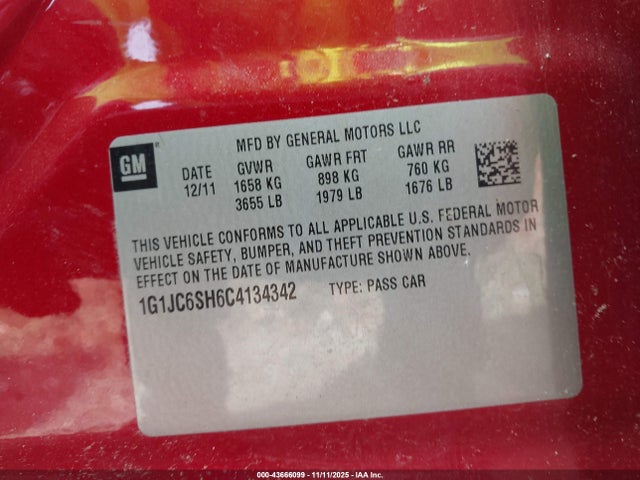 MFD BY GENERAL MOTORS LLC
GM®
DATE GVWR GAWR FRT GAWR RR
12/11 1658 KG 898 KG 760 KG
3655 LB 1979 LB 1676 LB
THIS VEHICLE CONFORMS TO ALL APPLICABLE U.S. FEDERAL MOTOR
VEHICLE SAFETY, BUMPER, AND THEFT PREVENTION STANDARDS IN
EFFECT ON THE DATE OF MANUFACTURE SHOWN ABOVE.
1G1JC6SH6C4134342 TYPE: PASS CAR
000-43666099 - 11/11/2025 - IAA Inc.